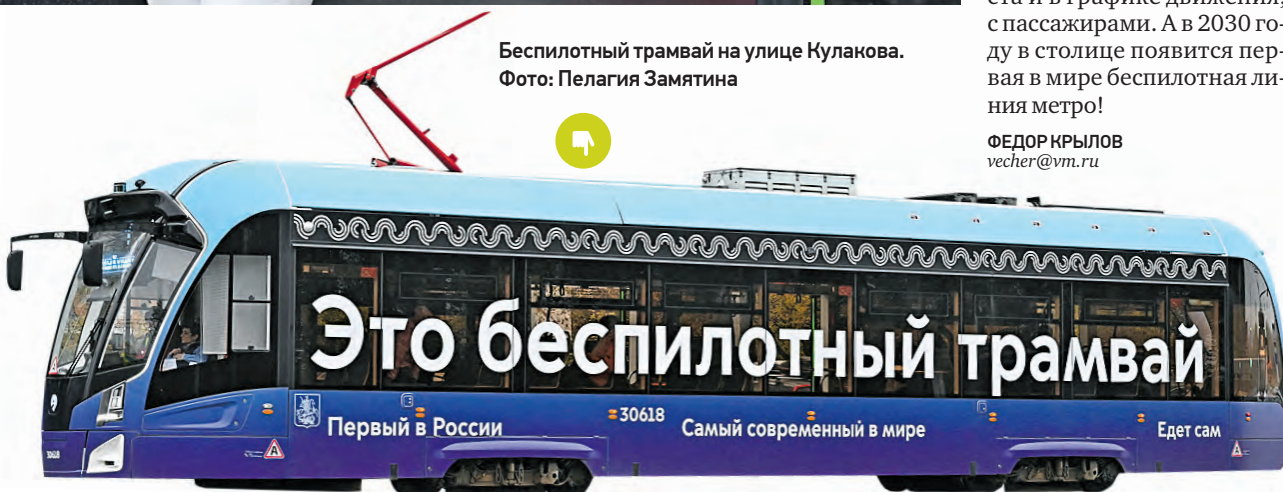 с пассажирами. А в 2030 го-
ду в столице появится пер-
вая в мире беспилотная ли-
ния метро!
ФЕДОР КРЫЛОВ
vecher@vm.ru
Беспилотный трамвай на улице Кулакова.
Фото: Пелагия Замятина
Это беспилотный трамвай
Первый в России
30618
Самый современный в мире
Едет сам
30618
А
А